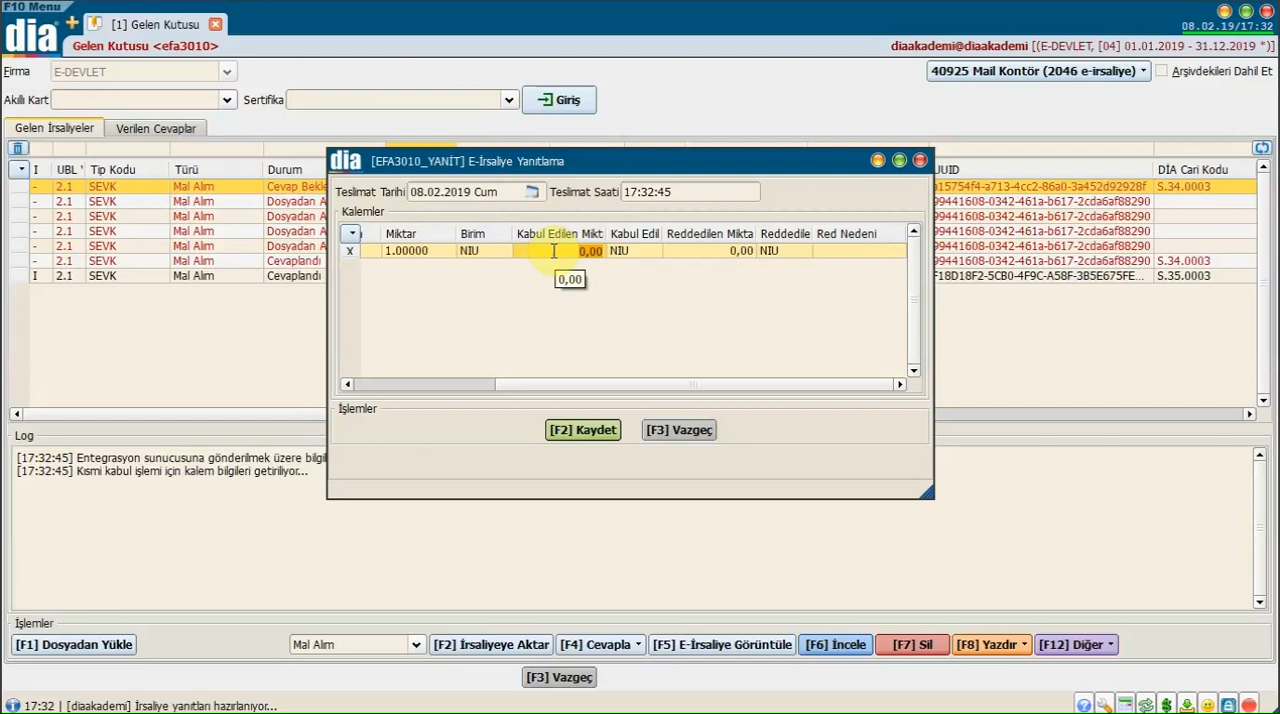 F10 Menu
dia
[1] Gelen Kutusu
08.02.19/17:32
Gelen Kutusu <efa3010>
diaakademi@diaakademi [(E-DEVLET, [04] 01.01.2019 - 31.12.2019 *)]
Firma E-DEVLET
40925 Mail Kontör (2046 e-irsaliye)
Arşivdekileri Dahil Et
Akıllı Kart
Sertifika
Giriş
Gelen İrsaliyeler
Verilen Cevaplar
I UBL Tip Kodu Türü Durum UUID DİA Cari Kodu
- 2.1 SEVK Mal Alım Cevap Bekle 15754f4-a713-4cc2-86a0-3a452d92928f S.34.0003
- 2.1 SEVK Mal Alım Dosyadan A 99441608-0342-461a-b617-2cda6af88290
- 2.1 SEVK Mal Alım Dosyadan A 99441608-0342-461a-b617-2cda6af88290
- 2.1 SEVK Mal Alım Dosyadan A 99441608-0342-461a-b617-2cda6af88290
- 2.1 SEVK Mal Alım Dosyadan A 99441608-0342-461a-b617-2cda6af88290
- 2.1 SEVK Mal Alım Cevaplandı 99441608-0342-461a-b617-2cda6af88290 S.34.0003
I 2.1 SEVK Mal Alım Cevaplandı F18D18F2-5CB0-4F9C-A58F-3B5E675FE... S.35.0003
dia [EFA3010_YANİT] E-İrsaliye Yanıtlama
Teslimat Tarihi 08.02.2019 Cum Teslimat Saati 17:32:45
Kalemler
Miktar Birim Kabul Edilen Mikt Kabul Edil Reddedilen Mikta Reddedile Red Nedeni
X 1.00000 NIU 0,00 NIU 0,00 NIU
0,00
İşlemler
[F2] Kaydet
[F3] Vazgeç
Log
[17:32:45] Entegrasyon sunucusuna gönderilmek üzere bilgi
[17:32:45] Kısmi kabul işlemi için kalem bilgileri getiriliyor...
İşlemler
[F1] Dosyadan Yükle
Mal Alım
[F2] İrsaliyeye Aktar
[F4] Cevapla
[F5] E-İrsaliye Görüntüle
[F6] İncele
[F7] Sil
[F8] Yazdır
[F12] Diğer
[F3] Vazgeç
17:32 | [diaakademi] İrsaliye yanıtları hazırlanıyor...